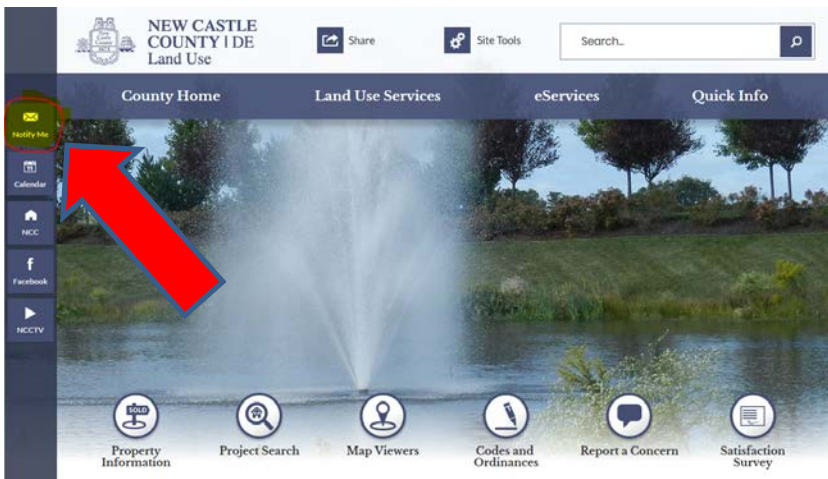 NEW CASTLE
COUNTY | DE
Land Use
Share
Site Tools
Search...
County Home
Land Use Services
eServices
Quick Info
Notify Me
Calendar
NCC
Facebook
NCCTV
SOLD
Property
Information
Project Search
Map Viewers
Codes and
Ordinances
Report a Concern
Satisfaction
Survey